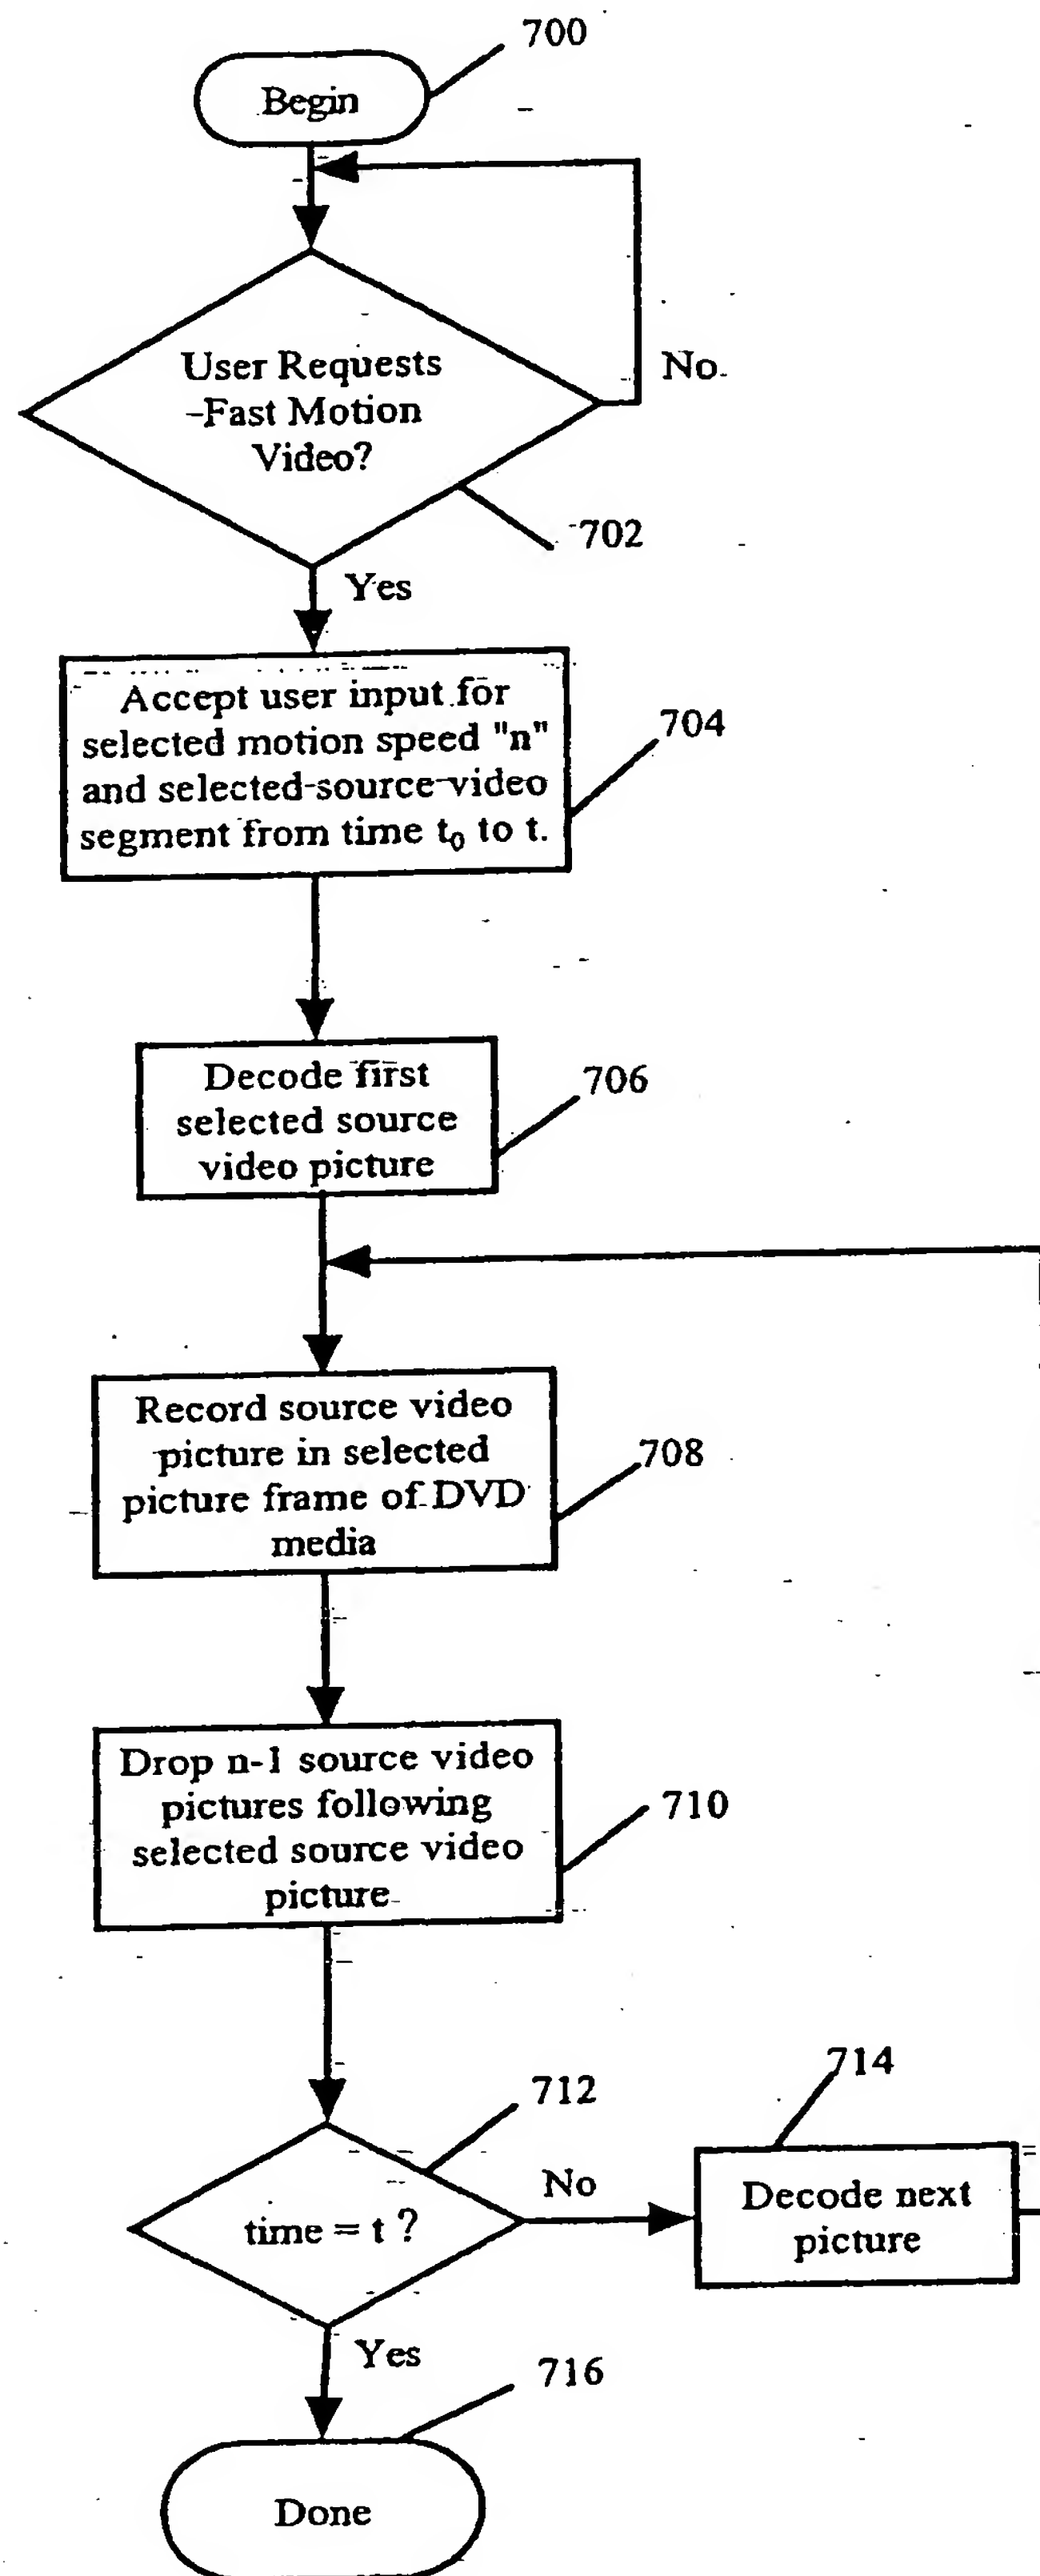 700
Begin
No
User Requests
Fast Motion
Video?
702
Yes
Accept user input for
selected motion speed "n"
and selected source video
segment from time t₀ to t.
704
Decode first
selected source
video picture
706
Record source video
picture in selected
picture frame of DVD
media
708
Drop n-1 source video
pictures following
selected source video
picture
710
712
714
time = t ?
No
Decode next
picture
Yes
716
Done